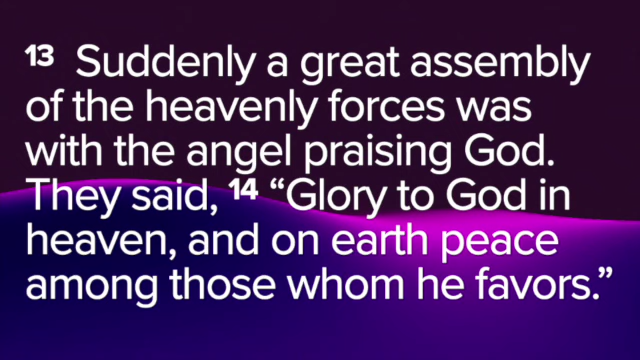 13 Suddenly a great assembly
of the heavenly forces was
with the angel praising God.
They said, 14 “Glory to God in
heaven, and on earth peace
among those whom he favors.”